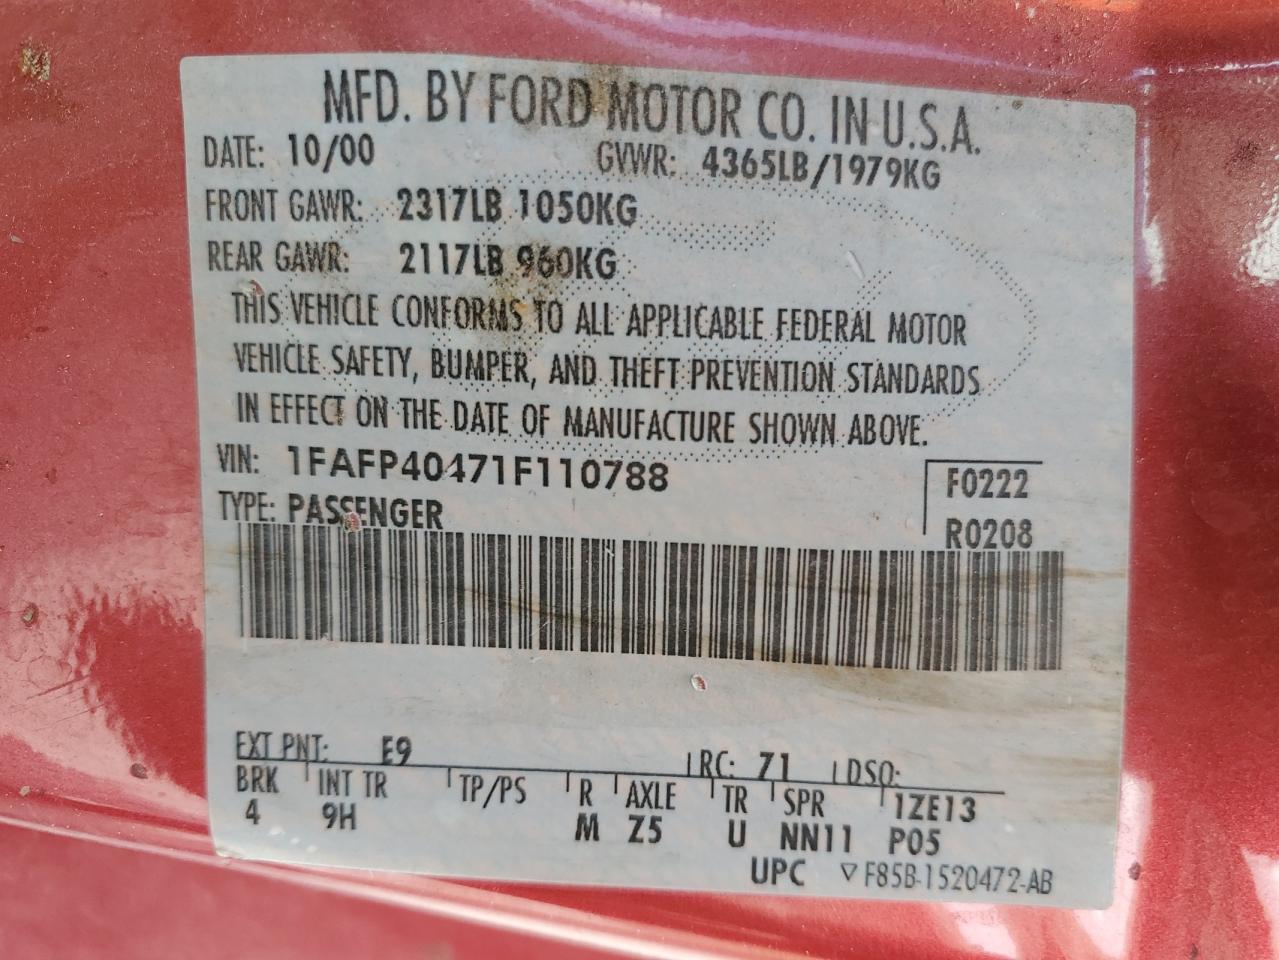 MFD. BY FORD MOTOR CO. IN U.S.A.
DATE: 10/00 GVWR: 4365LB/1979KG
FRONT GAWR: 2317LB 1050KG
REAR GAWR: 2117LB 960KG
THIS VEHICLE CONFORMS TO ALL APPLICABLE FEDERAL MOTOR
VEHICLE SAFETY, BUMPER, AND THEFT PREVENTION STANDARDS
IN EFFECT ON THE DATE OF MANUFACTURE SHOWN ABOVE.
VIN: 1FAFP40471F110788
F0222
TYPE: PASSENGER
R0208
EXT PNT: E9 RC: 71 DSO:
BRK INT TR TP/PS R AXLE TR SPR 1ZE13
4 9H M Z5 U NN11 P05
UPC ▽ F85B-1520472-AB